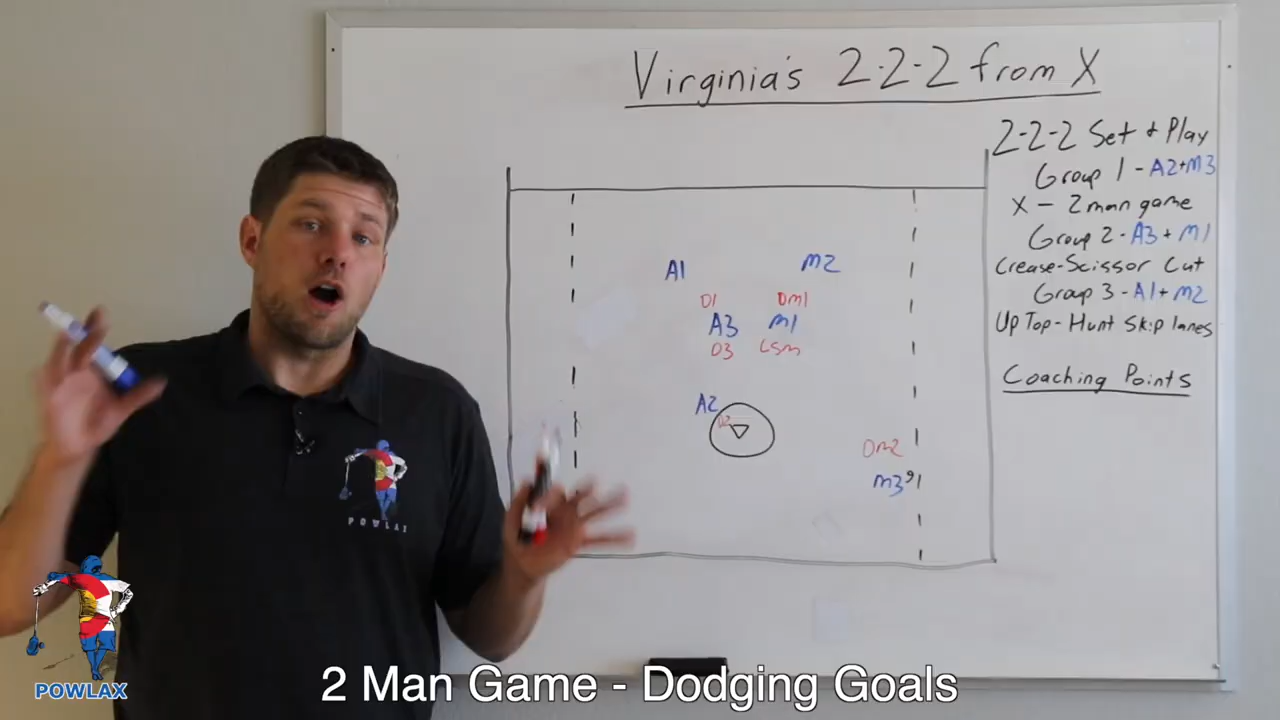 Virginia's 2-2-2 from X
2-2-2 Set + Play
Group 1 - A2+M3
X - 2 man game
Group 2 - A3 + M1
Crease-Scissor Cut
Group 3 - A1 + M2
Up Top - Hunt Skip lanes
Coaching Points
A1 M2
D1 DM1
A3 M1
D3 LSM
A2
D2
DM2
M3
POWLAX
POWLAX
2 Man Game - Dodging Goals